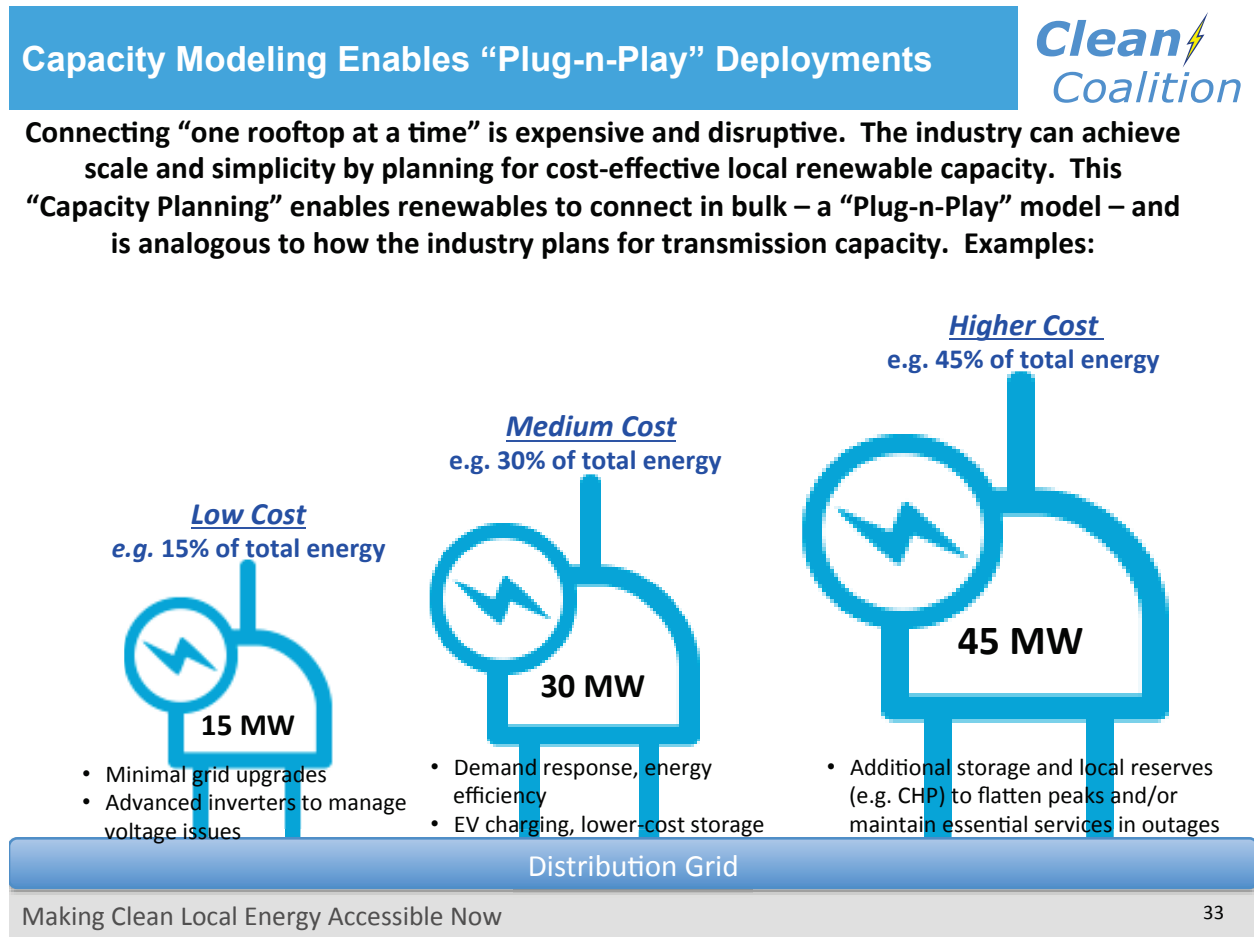 Capacity Modeling Enables “Plug-n-Play” Deployments
Clean
Coalition
Connecting “one rooftop at a time” is expensive and disruptive.  The industry can achieve
scale and simplicity by planning for cost-effective local renewable capacity.  This
“Capacity Planning” enables renewables to connect in bulk – a “Plug-n-Play” model – and
is analogous to how the industry plans for transmission capacity.  Examples:
Low Cost
e.g. 15% of total energy
15 MW
• Minimal grid upgrades
• Advanced inverters to manage
voltage issues
Medium Cost
e.g. 30% of total energy
30 MW
• Demand response, energy
efficiency
• EV charging, lower-cost storage
Higher Cost
e.g. 45% of total energy
45 MW
• Additional storage and local reserves
(e.g. CHP) to flatten peaks and/or
maintain essential services in outages
Distribution Grid
Making Clean Local Energy Accessible Now
33